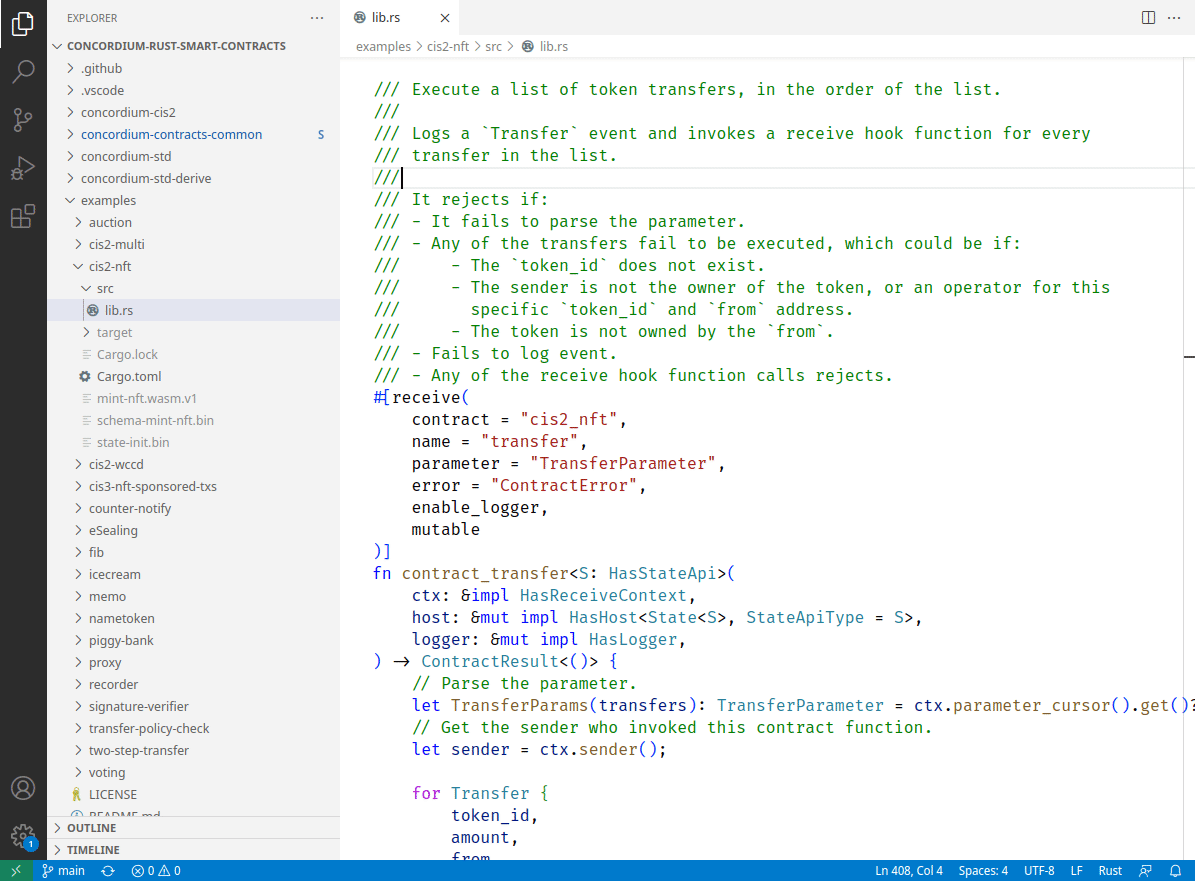 EXPLORER
lib.rs
CONCORDIUM-RUST-SMART-CONTRACTS
.github
.vscode
concordium-cis2
concordium-contracts-common S
concordium-std
concordium-std-derive
examples
auction
cis2-multi
cis2-nft
src
lib.rs
target
Cargo.lock
Cargo.toml
mint-nft.wasm.v1
schema-mint-nft.bin
state-init.bin
cis2-wccd
cis3-nft-sponsored-txs
counter-notify
eSealing
fib
icecream
memo
nametoken
piggy-bank
proxy
recorder
signature-verifier
transfer-policy-check
two-step-transfer
voting
LICENSE
README.md
OUTLINE
TIMELINE
examples > cis2-nft > src > lib.rs
/// Execute a list of token transfers, in the order of the list.
///
/// Logs a `Transfer` event and invokes a receive hook function for every
/// transfer in the list.
///
/// It rejects if:
/// - It fails to parse the parameter.
/// - Any of the transfers fail to be executed, which could be if:
///     - The `token_id` does not exist.
///     - The sender is not the owner of the token, or an operator for this
///       specific `token_id` and `from` address.
///     - The token is not owned by the `from`.
/// - Fails to log event.
/// - Any of the receive hook function calls rejects.
#[receive(
    contract = "cis2_nft",
    name = "transfer",
    parameter = "TransferParameter",
    error = "ContractError",
    enable_logger,
    mutable
)]
fn contract_transfer<S: HasStateApi>(
    ctx: &impl HasReceiveContext,
    host: &mut impl HasHost<State<S>, StateApiType = S>,
    logger: &mut impl HasLogger,
) -> ContractResult<()> {
    // Parse the parameter.
    let TransferParams(transfers): TransferParameter = ctx.parameter_cursor().get()?
    // Get the sender who invoked this contract function.
    let sender = ctx.sender();
    for Transfer {
        token_id,
        amount,
        from
1
main
0
0
Ln 408, Col 4
Spaces: 4
UTF-8
LF
Rust